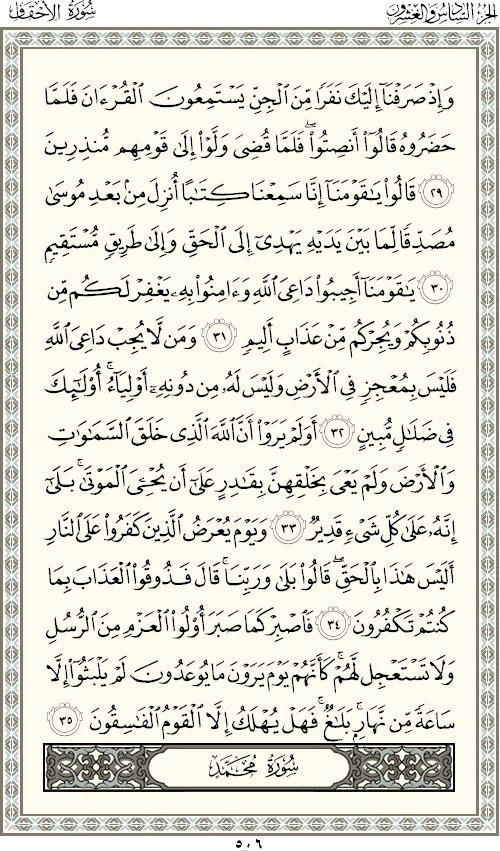 سُورَةُ الأَحْقَافِ
الجزء السادس والعشرون
وَإِذْ صَرَفْنَآ إِلَيْكَ نَفَرًا مِّنَ ٱلْجِنِّ يَسْتَمِعُونَ ٱلْقُرْءَانَ فَلَمَّا
حَضَرُوهُ قَالُوٓا۟ أَنصِتُوا۟ ۖ فَلَمَّا قُضِىَ وَلَّوْا۟ إِلَىٰ قَوْمِهِم مُّنذِرِينَ
٢٩ قَالُوا۟ يَـٰقَوْمَنَآ إِنَّا سَمِعْنَا كِتَـٰبًا أُنزِلَ مِنۢ بَعْدِ مُوسَىٰ
مُصَدِّقًا لِّمَا بَيْنَ يَدَيْهِ يَهْدِىٓ إِلَى ٱلْحَقِّ وَإِلَىٰ طَرِيقٍ مُّسْتَقِيمٍ
٣٠ يَـٰقَوْمَنَآ أَجِيبُوا۟ دَاعِىَ ٱللَّهِ وَءَامِنُوا۟ بِهِۦ يَغْفِرْ لَكُم مِّن
ذُنُوبِكُمْ وَيُجِرْكُم مِّنْ عَذَابٍ أَلِيمٍ ٣١ وَمَن لَّا يُجِبْ دَاعِىَ ٱللَّهِ
فَلَيْسَ بِمُعْجِزٍ فِى ٱلْأَرْضِ وَلَيْسَ لَهُۥ مِن دُونِهِۦٓ أَوْلِيَآءُ ۚ أُو۟لَـٰٓئِكَ
فِى ضَلَـٰلٍ مُّبِينٍ ٣٢ أَوَلَمْ يَرَوْا۟ أَنَّ ٱللَّهَ ٱلَّذِى خَلَقَ ٱلسَّمَـٰوَٰتِ
وَٱلْأَرْضَ وَلَمْ يَعْىَ بِخَلْقِهِنَّ بِقَـٰدِرٍ عَلَىٰٓ أَن يُحْـِۧىَ ٱلْمَوْتَىٰ ۚ بَلَىٰٓ
إِنَّهُۥ عَلَىٰ كُلِّ شَىْءٍ قَدِيرٌ ٣٣ وَيَوْمَ يُعْرَضُ ٱلَّذِينَ كَفَرُوا۟ عَلَى ٱلنَّارِ
أَلَيْسَ هَـٰذَا بِٱلْحَقِّ ۖ قَالُوا۟ بَلَىٰ وَرَبِّنَا ۚ قَالَ فَذُوقُوا۟ ٱلْعَذَابَ بِمَا
كُنتُمْ تَكْفُرُونَ ٣٤ فَٱصْبِرْ كَمَا صَبَرَ أُو۟لُوا۟ ٱلْعَزْمِ مِنَ ٱلرُّسُلِ
وَلَا تَسْتَعْجِل لَّهُمْ ۚ كَأَنَّهُمْ يَوْمَ يَرَوْنَ مَا يُوعَدُونَ لَمْ يَلْبَثُوٓا۟ إِلَّا
سَاعَةً مِّن نَّهَارٍۭ ۚ بَلَـٰغٌ ۚ فَهَلْ يُهْلَكُ إِلَّا ٱلْقَوْمُ ٱلْفَـٰسِقُونَ ٣٥
سُورَةُ مُحَمَّدٍ
٥٠٦